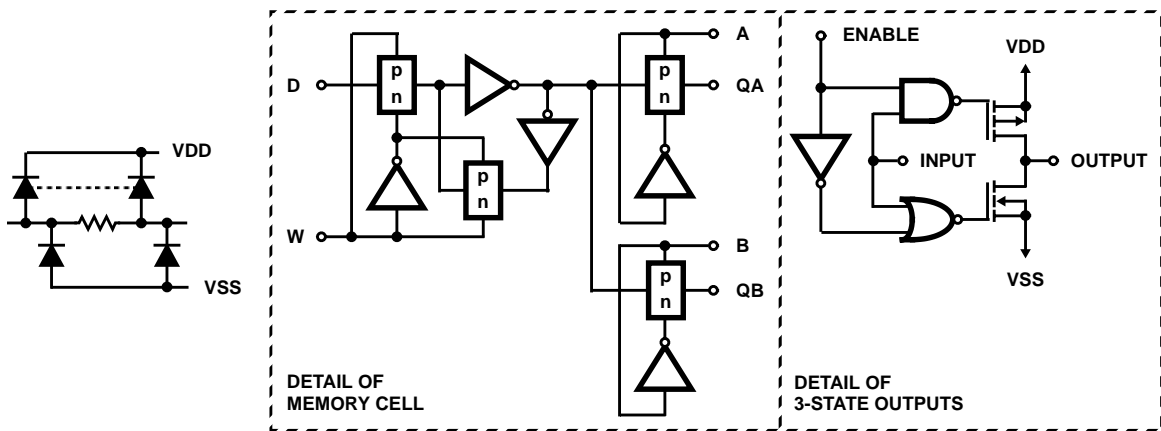 VDD
VSS
D
W
p
n
p
n
A
QA
p
n
B
QB
p
n
DETAIL OF
MEMORY CELL
ENABLE
VDD
INPUT
OUTPUT
VSS
DETAIL OF
3-STATE OUTPUTS